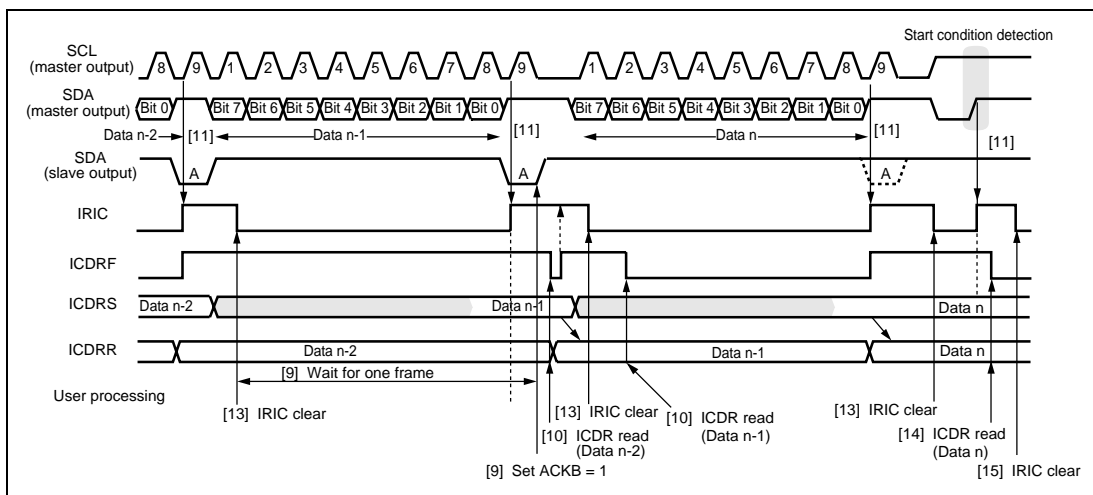 Start condition detection
SCL
(master output)
8 9 1 2 3 4 5 6 7 8 9 1 2 3 4 5 6 7 8 9
SDA
(master output)
Bit 0 Bit 7 Bit 6 Bit 5 Bit 4 Bit 3 Bit 2 Bit 1 Bit 0 Bit 7 Bit 6 Bit 5 Bit 4 Bit 3 Bit 2 Bit 1 Bit 0
Data n-2 [11] Data n-1 [11] Data n [11] [11]
SDA
(slave output)
A A A
IRIC
ICDRF
ICDRS
Data n-2 Data n-1 Data n
ICDRR
Data n-2 Data n-1 Data n
[9] Wait for one frame
User processing
[13] IRIC clear
[13] IRIC clear
[10] ICDR read
(Data n-1)
[13] IRIC clear
[10] ICDR read
(Data n-2)
[14] ICDR read
(Data n)
[9] Set ACKB = 1
[15] IRIC clear